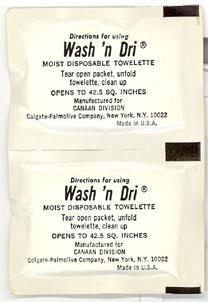 Directions for using
Wash 'n Dri ®
MOIST DISPOSABLE TOWELETTE
Tear open packet, unfold
towelette, clean up
OPENS TO 42.5 SQ. INCHES
Manufactured for
CANAAN DIVISION
Colgate-Palmolive Company, New York, N.Y. 10022
Made in U.S.A.
Directions for using
Wash 'n Dri ®
MOIST DISPOSABLE TOWELETTE
Tear open packet, unfold
towelette, clean up
OPENS TO 42.5 SQ. INCHES
Manufactured for
CANAAN DIVISION
Colgate-Palmolive Company, New York, N.Y. 10022
Made in U.S.A.